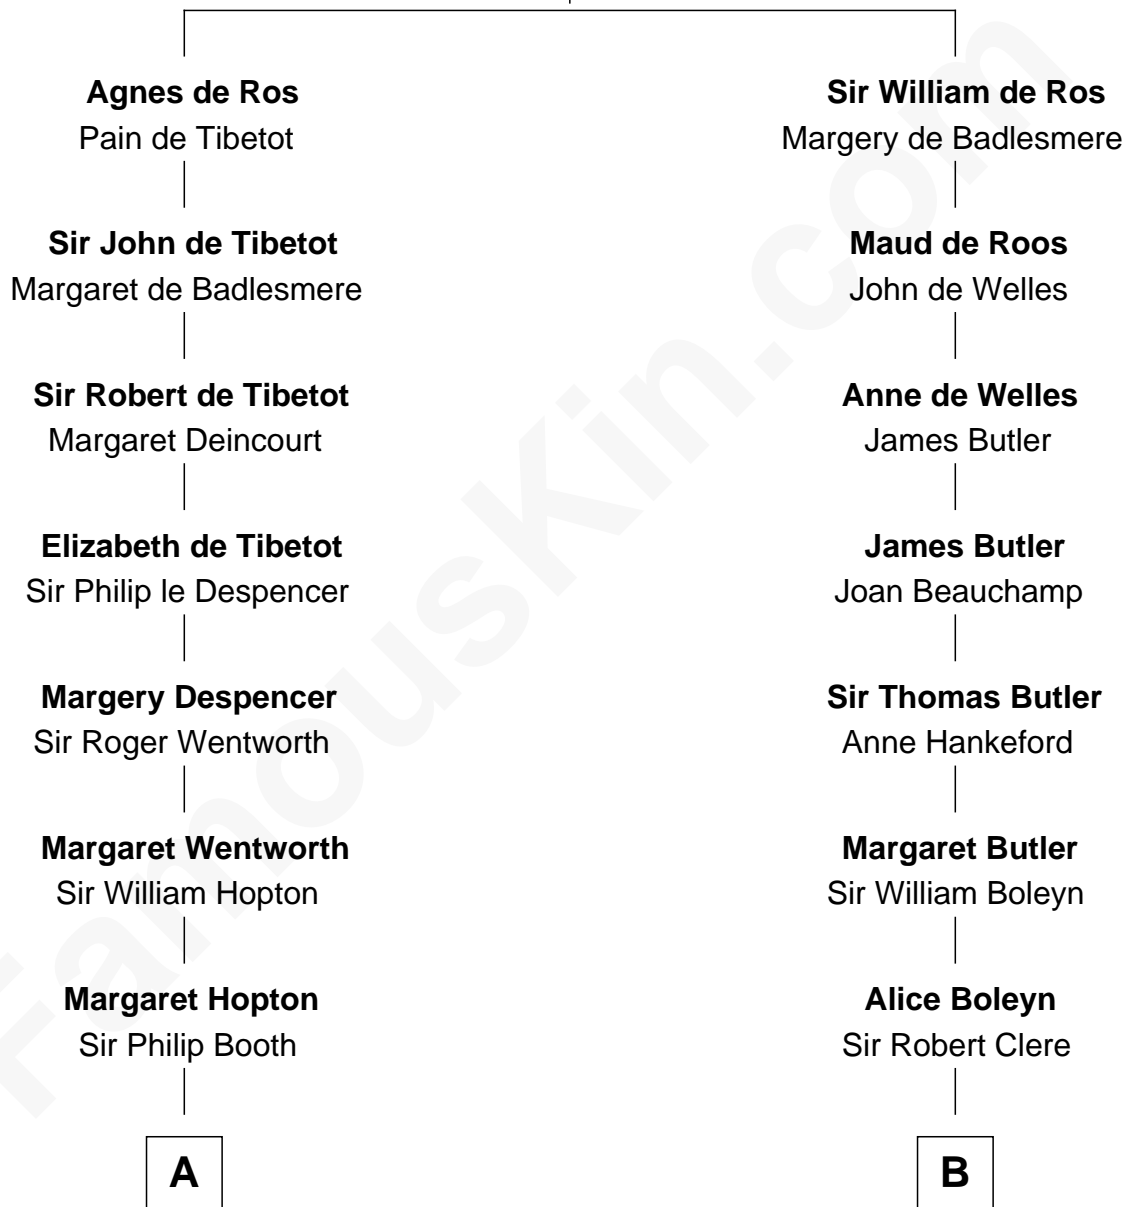 Agnes de Ros
Pain de Tibetot
Sir John de Tibetot
Margaret de Badlesmere
Sir Robert de Tibetot
Margaret Deincourt
Elizabeth de Tibetot
Sir Philip le Despencer
Margery Despencer
Sir Roger Wentworth
Margaret Wentworth
Sir William Hopton
Margaret Hopton
Sir Philip Booth
A
Sir William de Ros
Margery de Badlesmere
Maud de Roos
John de Welles
Anne de Welles
James Butler
James Butler
Joan Beauchamp
Sir Thomas Butler
Anne Hankeford
Margaret Butler
Sir William Boleyn
Alice Boleyn
Sir Robert Clere
B
FamousKin.com